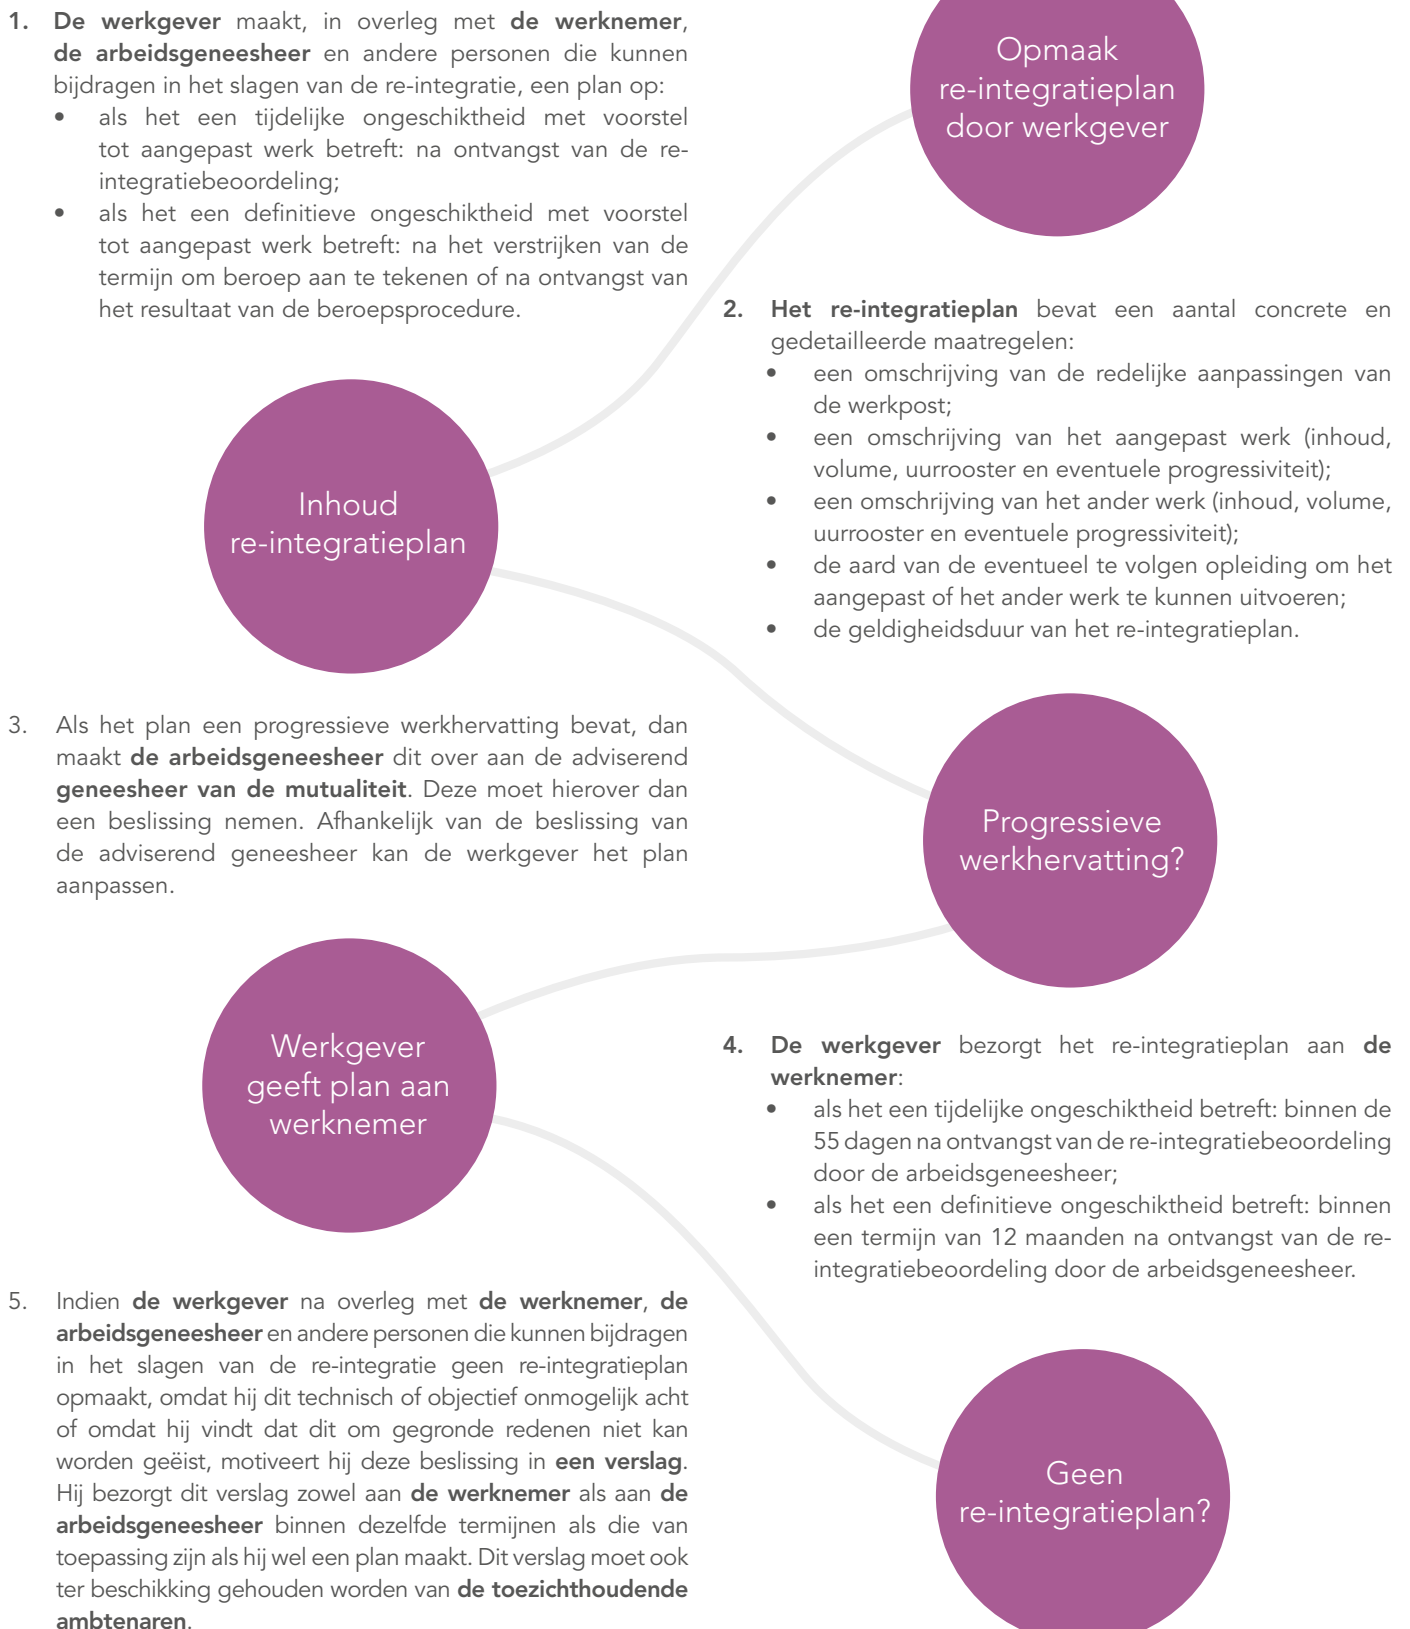 1. De werkgever maakt, in overleg met de werknemer,
de arbeidsgeneesheer en andere personen die kunnen
bijdragen in het slagen van de re-integratie, een plan op:
• als het een tijdelijke ongeschiktheid met voorstel
tot aangepast werk betreft: na ontvangst van de re-
integratiebeoordeling;
• als het een definitieve ongeschiktheid met voorstel
tot aangepast werk betreft: na het verstrijken van de
termijn om beroep aan te tekenen of na ontvangst van
het resultaat van de beroepsprocedure.
Opmaak
re-integratieplan
door werkgever
Inhoud
re-integratieplan
2. Het re-integratieplan bevat een aantal concrete en
gedetailleerde maatregelen:
• een omschrijving van de redelijke aanpassingen van
de werkpost;
• een omschrijving van het aangepast werk (inhoud,
volume, uurrooster en eventuele progressiviteit);
• een omschrijving van het ander werk (inhoud, volume,
uurrooster en eventuele progressiviteit);
• de aard van de eventueel te volgen opleiding om het
aangepast of het ander werk te kunnen uitvoeren;
• de geldigheidsduur van het re-integratieplan.
3. Als het plan een progressieve werkhervatting bevat, dan
maakt de arbeidsgeneesheer dit over aan de adviserend
geneesheer van de mutualiteit. Deze moet hierover dan
een beslissing nemen. Afhankelijk van de beslissing van
de adviserend geneesheer kan de werkgever het plan
aanpassen.
Progressieve
werkhervatting?
Werkgever
geeft plan aan
werknemer
4. De werkgever bezorgt het re-integratieplan aan de
werknemer:
• als het een tijdelijke ongeschiktheid betreft: binnen de
55 dagen na ontvangst van de re-integratiebeoordeling
door de arbeidsgeneesheer;
• als het een definitieve ongeschiktheid betreft: binnen
een termijn van 12 maanden na ontvangst van de re-
integratiebeoordeling door de arbeidsgeneesheer.
5. Indien de werkgever na overleg met de werknemer, de
arbeidsgeneesheer en andere personen die kunnen bijdragen
in het slagen van de re-integratie geen re-integratieplan
opmaakt, omdat hij dit technisch of objectief onmogelijk acht
of omdat hij vindt dat dit om gegronde redenen niet kan
worden geëist, motiveert hij deze beslissing in een verslag.
Hij bezorgt dit verslag zowel aan de werknemer als aan de
arbeidsgeneesheer binnen dezelfde termijnen als die van
toepassing zijn als hij wel een plan maakt. Dit verslag moet ook
ter beschikking gehouden worden van de toezichthoudende
ambtenaren.
Geen
re-integratieplan?